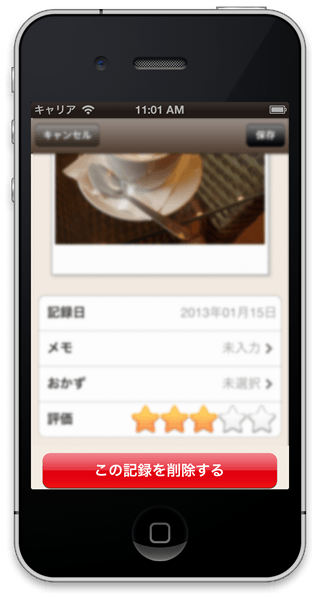 キャリア 11:01 AM
キャンセル 保存
記録日 2013年01月15日
メモ 未入力
おかず 未選択
評価
この記録を削除する